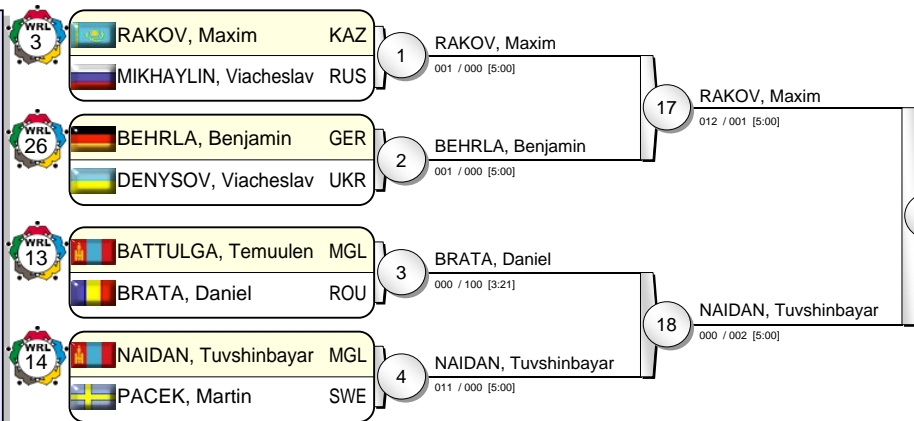 WRL
3
RAKOV, Maxim KAZ
MIKHAYLIN, Viacheslav RUS
1
RAKOV, Maxim
001 / 000 [5:00]
17
RAKOV, Maxim
012 / 001 [5:00]
WRL
26
BEHRLA, Benjamin GER
DENYSOV, Viacheslav UKR
2
BEHRLA, Benjamin
001 / 000 [5:00]
WRL
13
BATTULGA, Temuulen MGL
BRATA, Daniel ROU
3
BRATA, Daniel
000 / 100 [3:21]
18
NAIDAN, Tuvshinbayar
000 / 002 [5:00]
WRL
14
NAIDAN, Tuvshinbayar MGL
PACEK, Martin SWE
4
NAIDAN, Tuvshinbayar
011 / 000 [5:00]